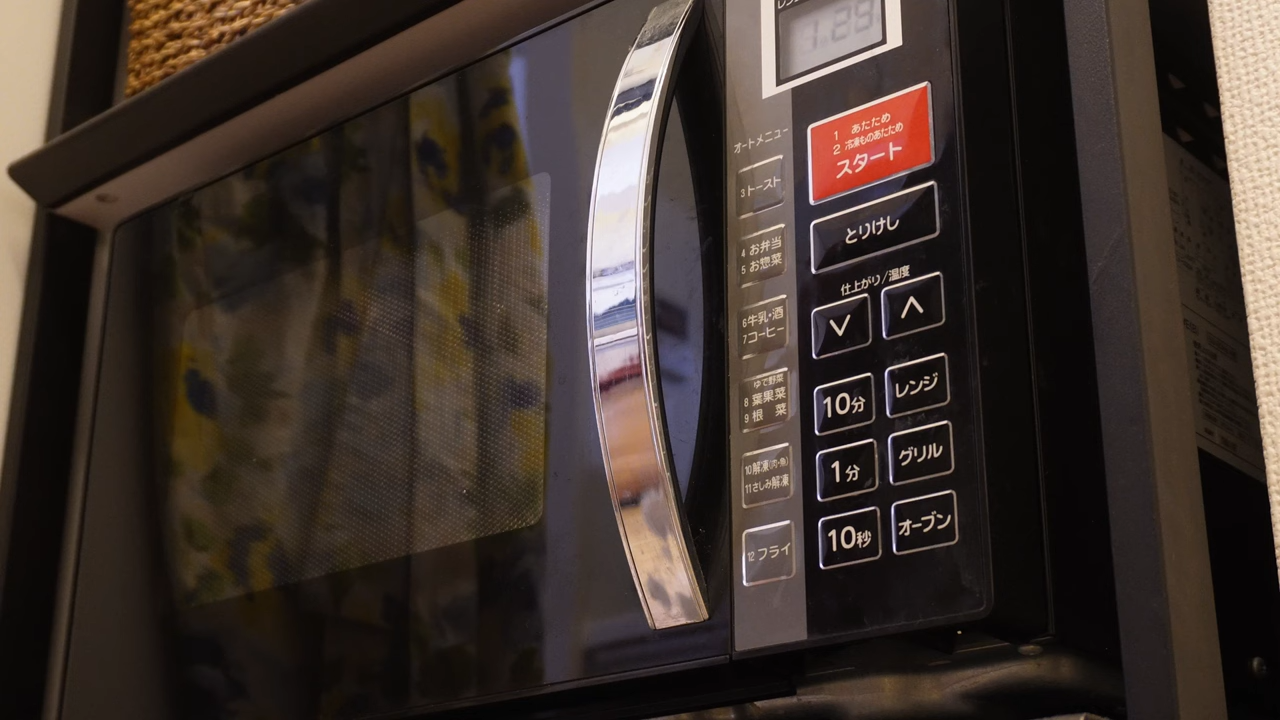 1.29
1 あたため
2 冷凍ものあたため
スタート
とりけし
仕上がり/温度
10分
レンジ
1分
グリル
10秒
オーブン
オートメニュー
3 トースト
4 お弁当
5 お惣菜
6 牛乳・酒
7 コーヒー
ゆで野菜
8 葉果菜
9 根 菜
10 解凍(肉・魚)
11 さしみ解凍
12 フライ